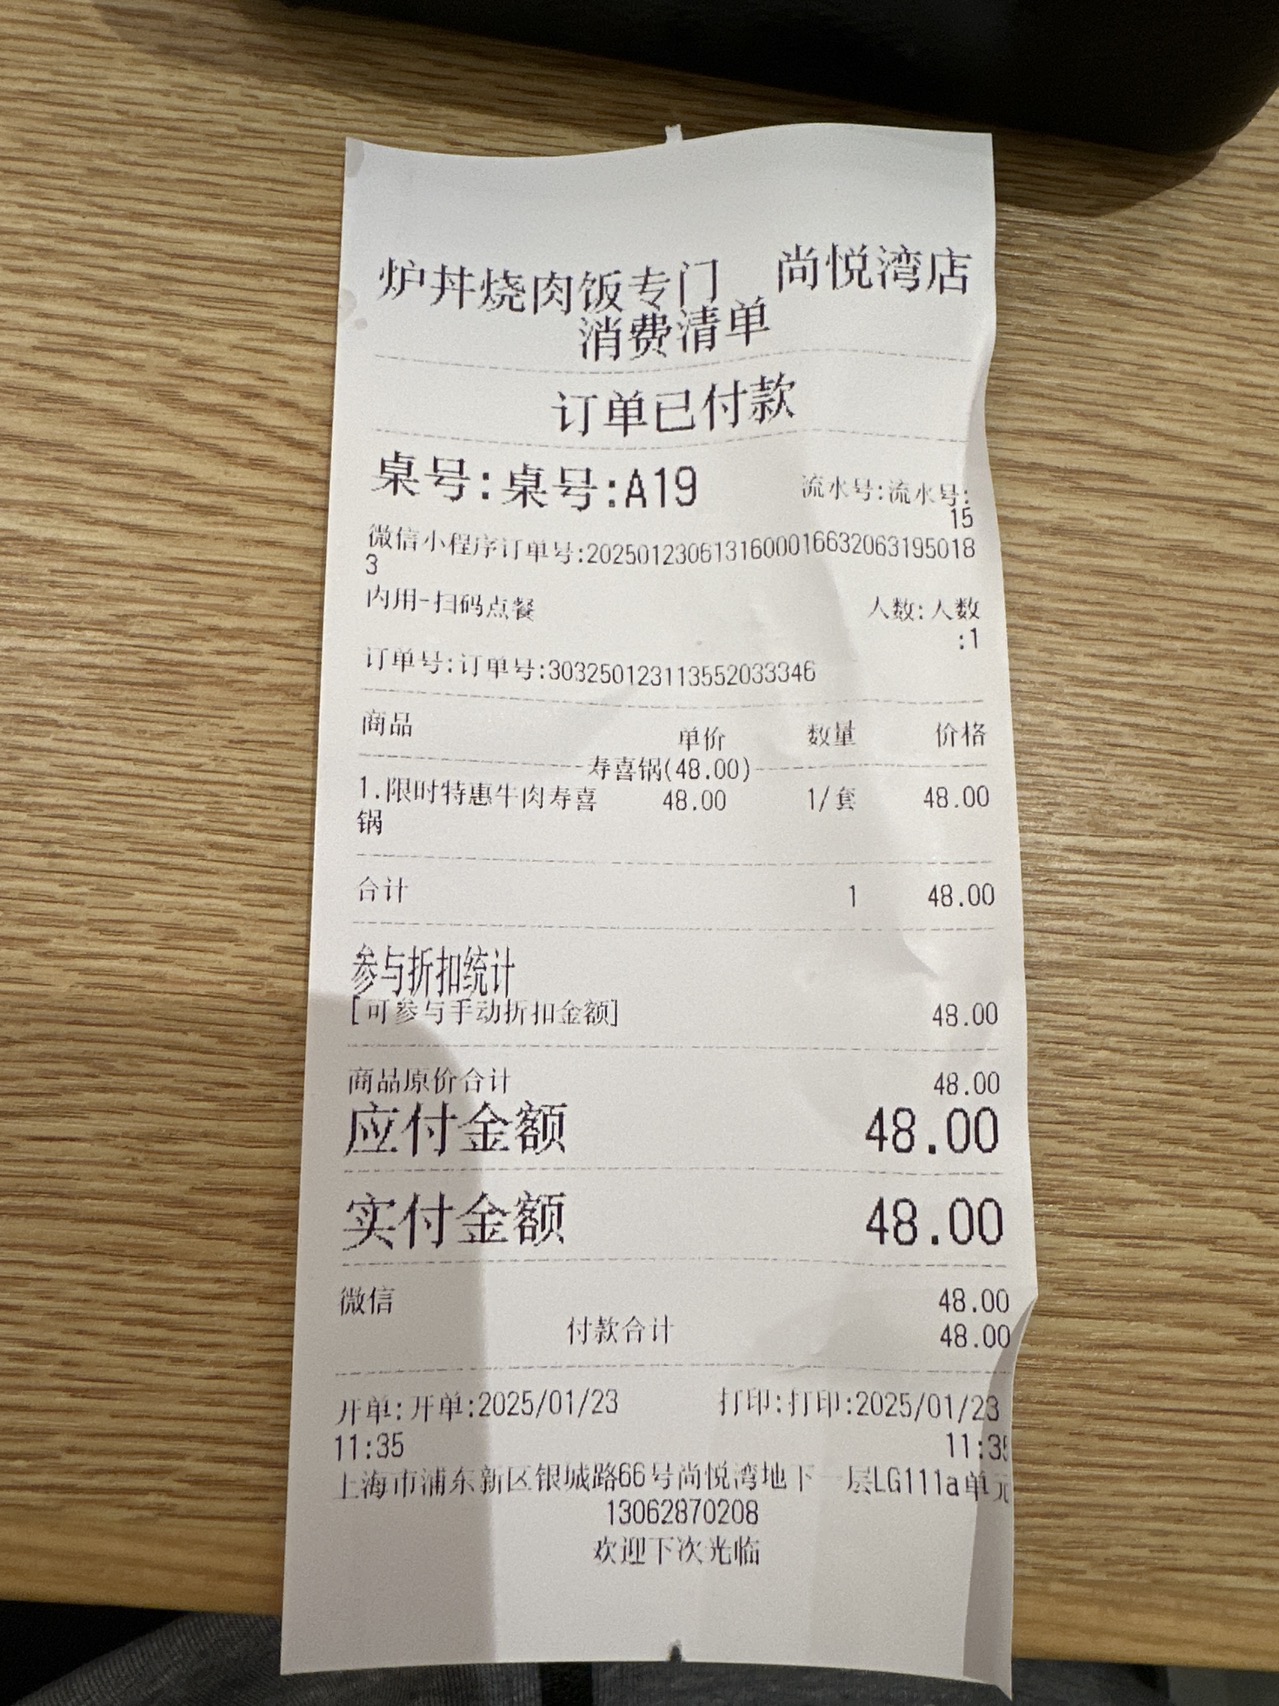 炉丼烧肉饭专门 尚悦湾店
消费清单
订单已付款
桌号:桌号:A19 流水号:流水号:
15
微信小程序订单号:2025012306131600016632063195018
3
内用-扫码点餐 人数:人数
:1
订单号:订单号:303250123113552033346
商品 单价 数量 价格
寿喜锅(48.00)
1.限时特惠牛肉寿喜 48.00 1/套 48.00
锅
合计 1 48.00
参与折扣统计
[可参与手动折扣金额] 48.00
商品原价合计 48.00
应付金额 48.00
实付金额 48.00
微信 48.00
付款合计 48.00
开单:开单:2025/01/23 打印:打印:2025/01/23
11:35 11:35
上海市浦东新区银城路66号尚悦湾地下 层LG111a单元
13062870208
欢迎下次光临